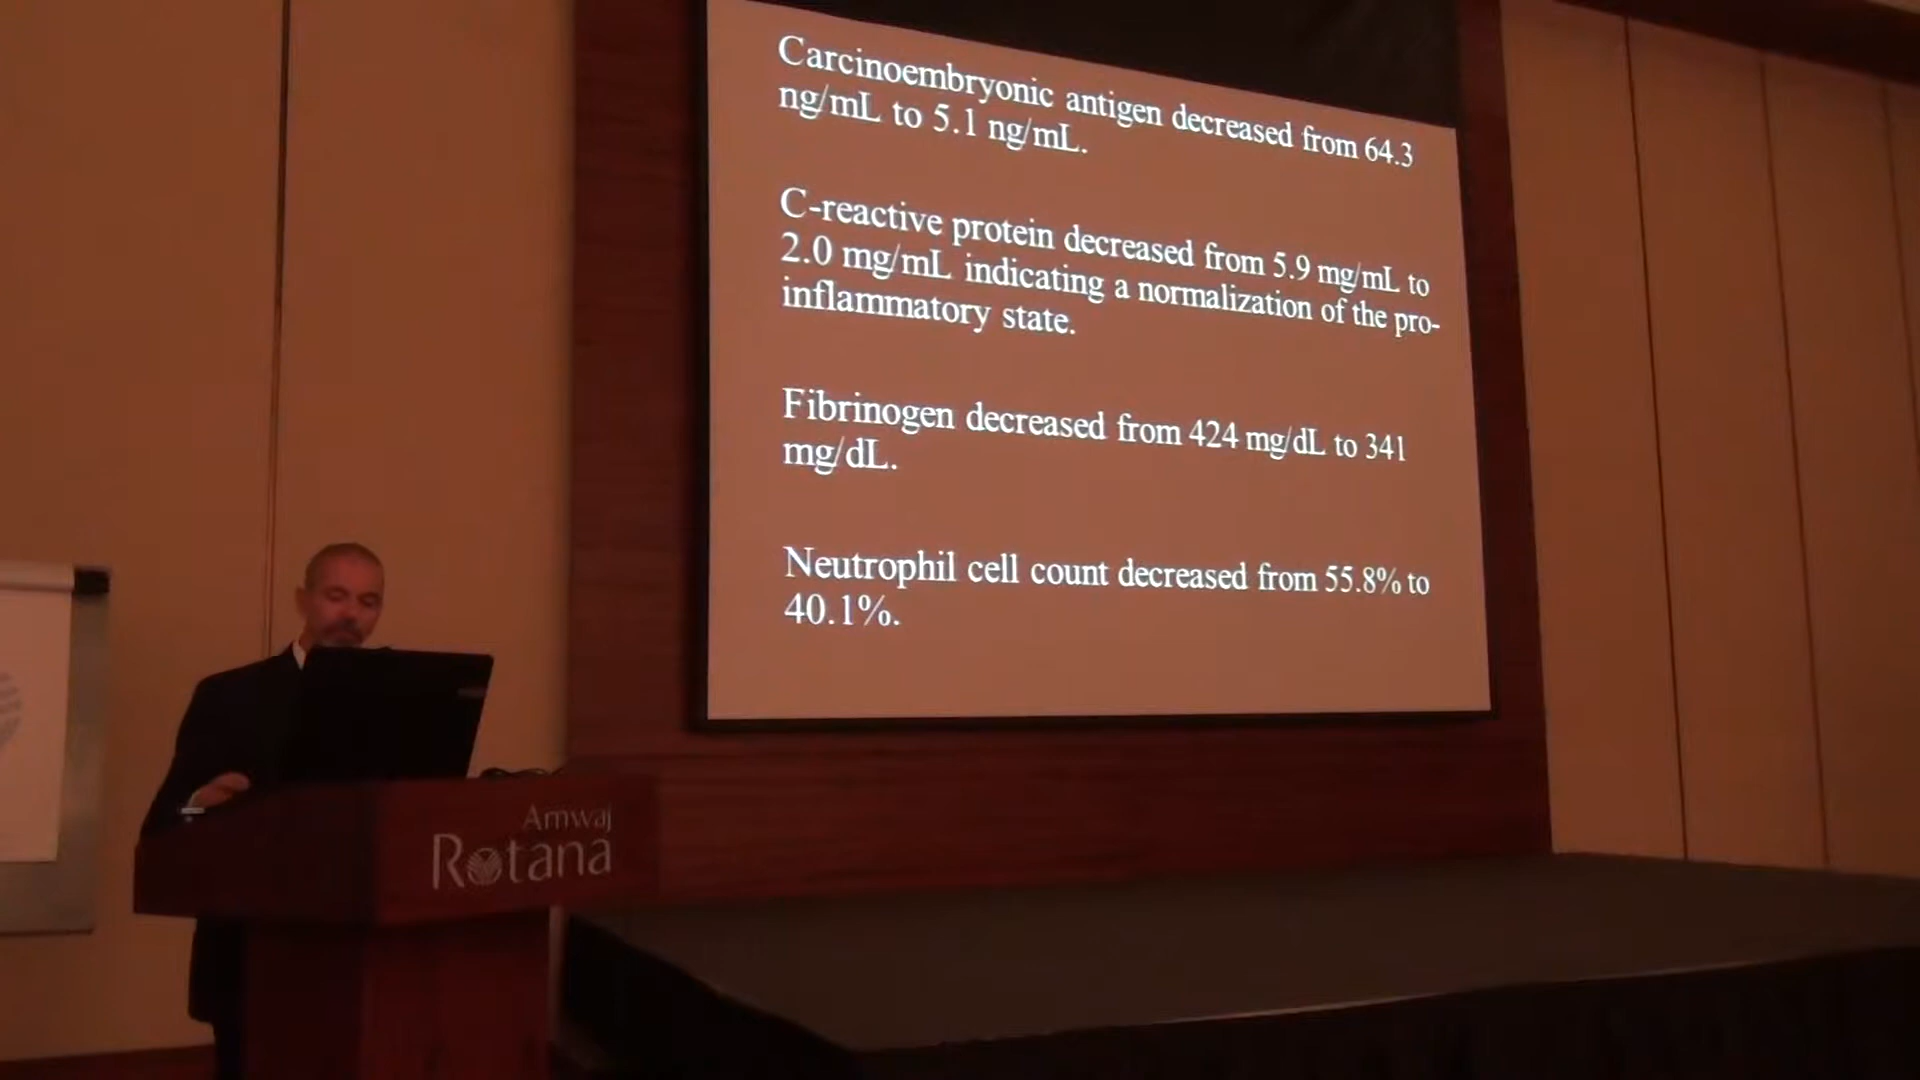 Carcinoembryonic antigen decreased from 64.3
ng/mL to 5.1 ng/mL.
C-reactive protein decreased from 5.9 mg/mL to
2.0 mg/mL indicating a normalization of the pro-
inflammatory state.
Fibrinogen decreased from 424 mg/dL to 341
mg/dL.
Neutrophil cell count decreased from 55.8% to
40.1%.
Amwaj
Rotana